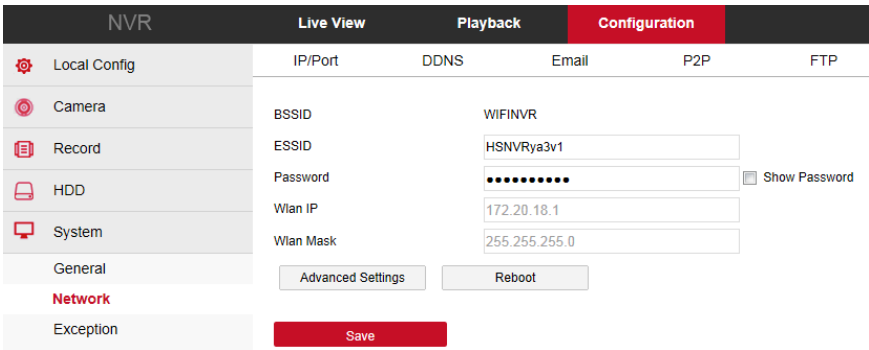 NVR Live View Playback Configuration
Local Config
Camera
Record
HDD
System
General
Network
Exception
IP/Port DDNS Email P2P FTP
BSSID WIFINVR
ESSID HSNVRya3v1
Password ●●●●●●●●●● Show Password
Wlan IP 172.20.18.1
Wlan Mask 255.255.255.0
Advanced Settings Reboot
Save